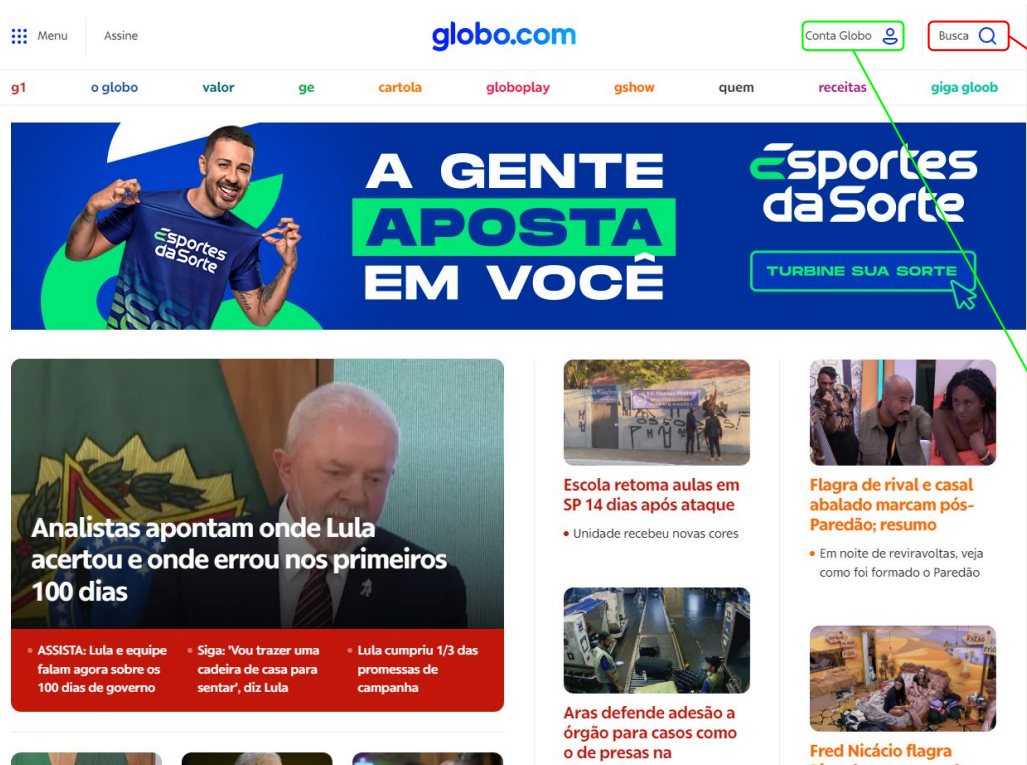 Menu
Assine
globo.com
Conta Globo
Busca
g1
o globo
valor
ge
cartola
globoplay
gshow
quem
receitas
giga gloob
A GENTE
APOSTA
EM VOCÊ
Esportes
da Sorte
Esportes
da Sorte
TURBINE SUA SORTE
Analistas apontam onde Lula
acertou e onde errou nos primeiros
100 dias
• ASSISTA: Lula e equipe
falam agora sobre os
100 dias de governo
• Siga: 'Vou trazer uma
cadeira de casa para
sentar', diz Lula
• Lula cumpriu 1/3 das
promessas de
campanha
Escola retoma aulas em
SP 14 dias após ataque
• Unidade recebeu novas cores
Aras defende adesão a
órgão para casos como
o de presas na
Flagra de rival e casal
abalado marcam pós-
Paredão; resumo
• Em noite de reviravoltas, veja
como foi formado o Paredão
RAZÃO
Fred Nicácio flagra